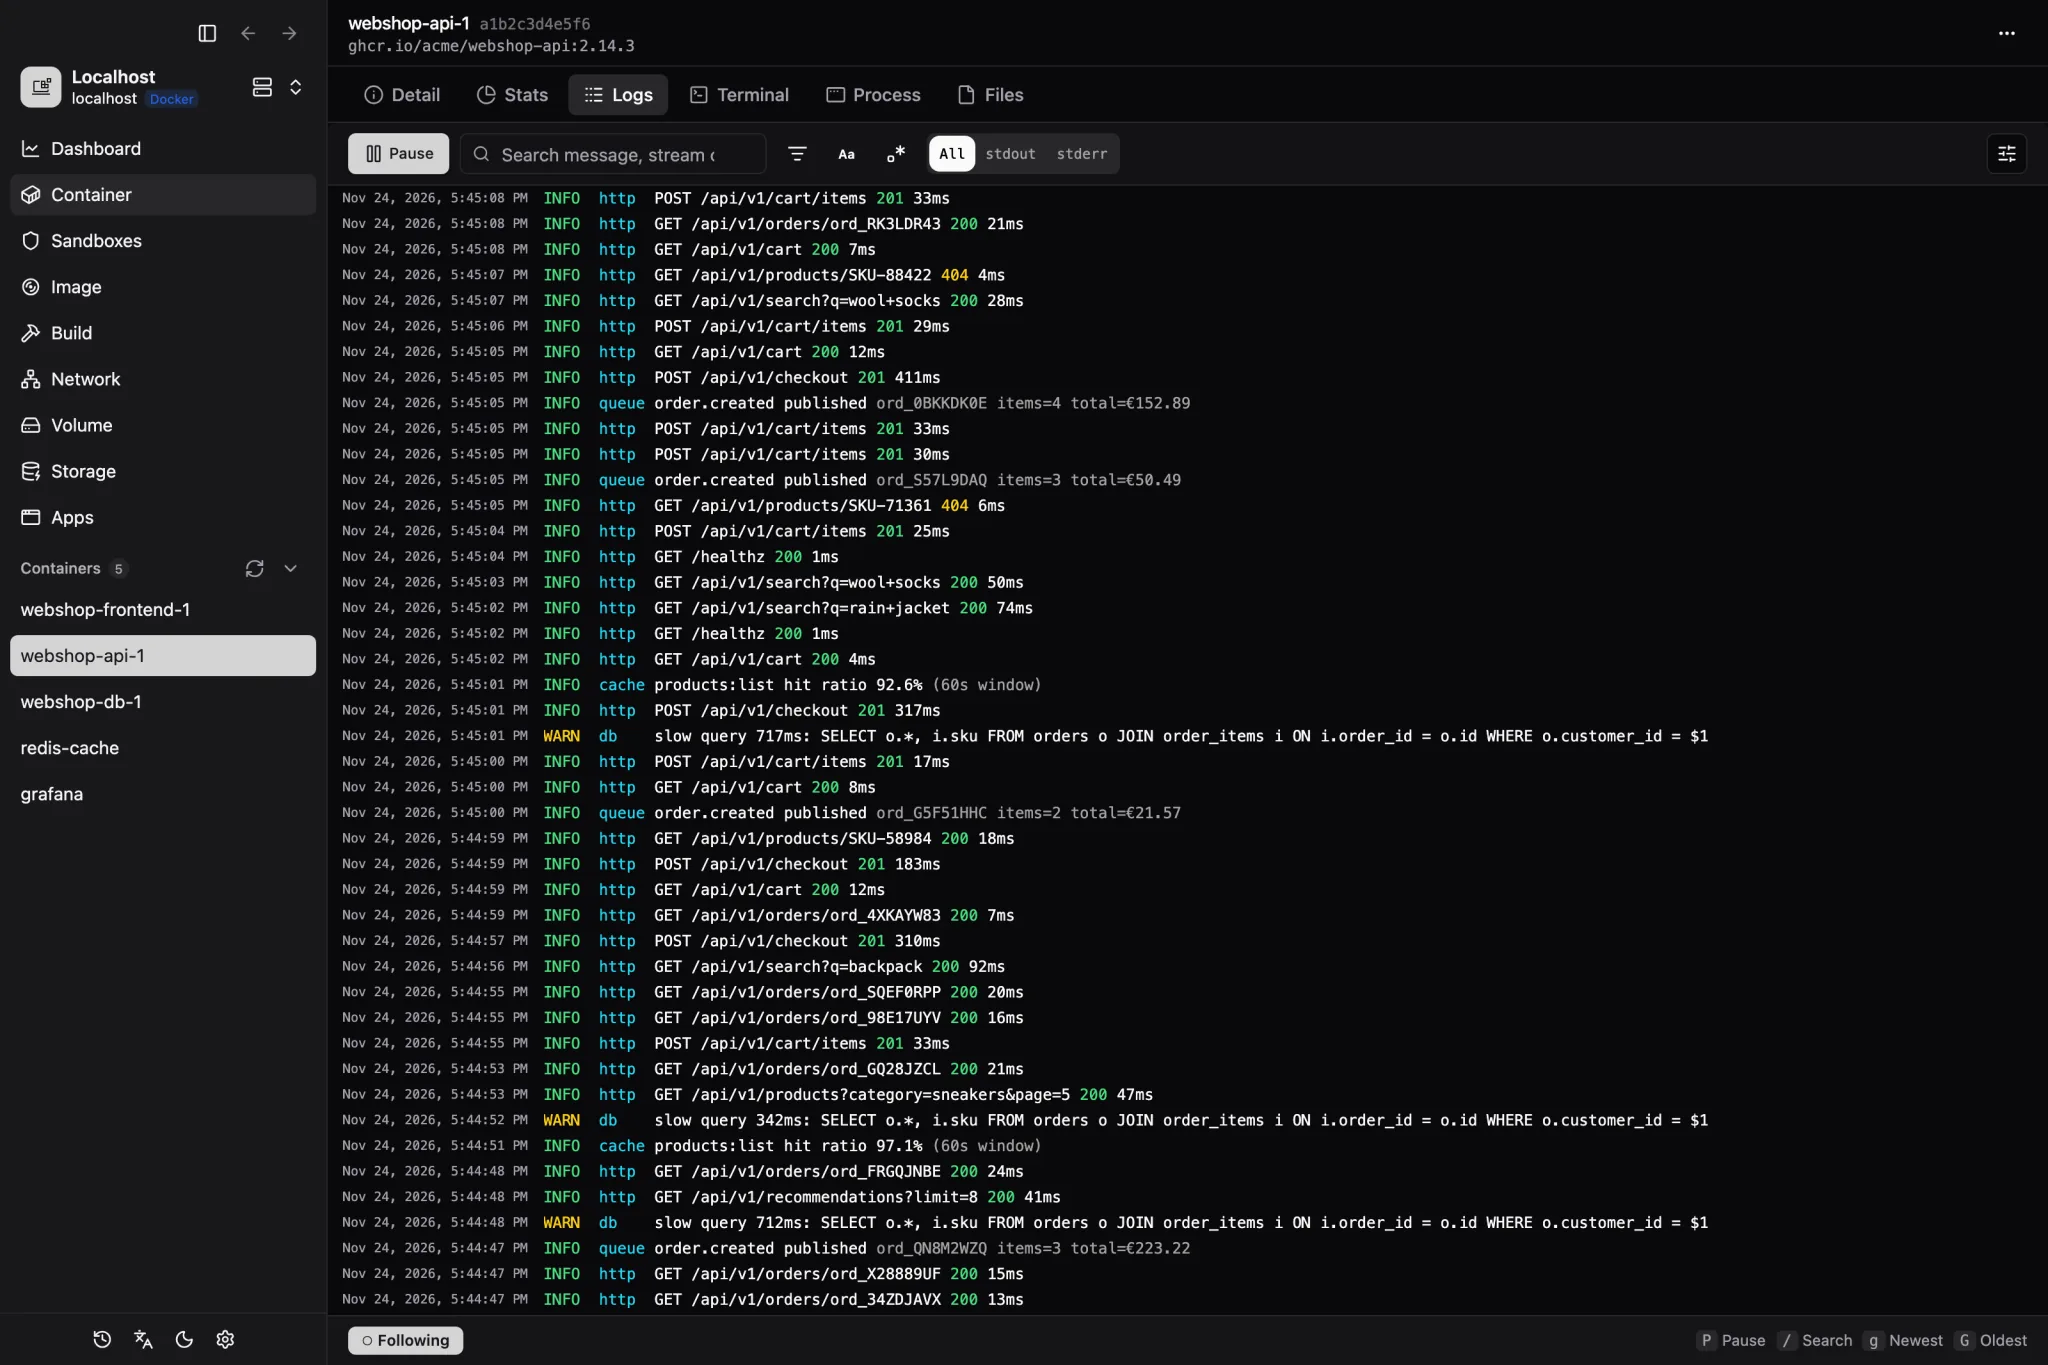 Localhost
localhost Docker
Dashboard
Container
Sandboxes
Image
Build
Network
Volume
Storage
Apps
Containers 5
webshop-frontend-1
webshop-api-1
webshop-db-1
redis-cache
grafana
webshop-api-1 a1b2c3d4e5f6
ghcr.io/acme/webshop-api:2.14.3
Detail Stats Logs Terminal Process Files
Pause Search message, stream c Aa .* All stdout stderr
Nov 24, 2026, 5:45:08 PM INFO http POST /api/v1/cart/items 201 33ms
Nov 24, 2026, 5:45:08 PM INFO http GET /api/v1/orders/ord_RK3LDR43 200 21ms
Nov 24, 2026, 5:45:08 PM INFO http GET /api/v1/cart 200 7ms
Nov 24, 2026, 5:45:07 PM INFO http GET /api/v1/products/SKU-88422 404 4ms
Nov 24, 2026, 5:45:07 PM INFO http GET /api/v1/search?q=wool+socks 200 28ms
Nov 24, 2026, 5:45:06 PM INFO http POST /api/v1/cart/items 201 29ms
Nov 24, 2026, 5:45:05 PM INFO http GET /api/v1/cart 200 12ms
Nov 24, 2026, 5:45:05 PM INFO http POST /api/v1/checkout 201 411ms
Nov 24, 2026, 5:45:05 PM INFO queue order.created published ord_0BKKDK0E items=4 total=€152.89
Nov 24, 2026, 5:45:05 PM INFO http POST /api/v1/cart/items 201 33ms
Nov 24, 2026, 5:45:05 PM INFO http POST /api/v1/cart/items 201 30ms
Nov 24, 2026, 5:45:05 PM INFO queue order.created published ord_S57L9DAQ items=3 total=€50.49
Nov 24, 2026, 5:45:05 PM INFO http GET /api/v1/products/SKU-71361 404 6ms
Nov 24, 2026, 5:45:04 PM INFO http POST /api/v1/cart/items 201 25ms
Nov 24, 2026, 5:45:04 PM INFO http GET /healthz 200 1ms
Nov 24, 2026, 5:45:03 PM INFO http GET /api/v1/search?q=wool+socks 200 50ms
Nov 24, 2026, 5:45:02 PM INFO http GET /api/v1/search?q=rain+jacket 200 74ms
Nov 24, 2026, 5:45:02 PM INFO http GET /healthz 200 1ms
Nov 24, 2026, 5:45:02 PM INFO http GET /api/v1/cart 200 4ms
Nov 24, 2026, 5:45:01 PM INFO cache products:list hit ratio 92.6% (60s window)
Nov 24, 2026, 5:45:01 PM INFO http POST /api/v1/checkout 201 317ms
Nov 24, 2026, 5:45:01 PM WARN db slow query 717ms: SELECT o.*, i.sku FROM orders o JOIN order_items i ON i.order_id = o.id WHERE o.customer_id = $1
Nov 24, 2026, 5:45:00 PM INFO http POST /api/v1/cart/items 201 17ms
Nov 24, 2026, 5:45:00 PM INFO http GET /api/v1/cart 200 8ms
Nov 24, 2026, 5:45:00 PM INFO queue order.created published ord_G5F51HHC items=2 total=€21.57
Nov 24, 2026, 5:44:59 PM INFO http GET /api/v1/products/SKU-58984 200 18ms
Nov 24, 2026, 5:44:59 PM INFO http POST /api/v1/checkout 201 183ms
Nov 24, 2026, 5:44:59 PM INFO http GET /api/v1/cart 200 12ms
Nov 24, 2026, 5:44:59 PM INFO http GET /api/v1/orders/ord_4XKAYW83 200 7ms
Nov 24, 2026, 5:44:57 PM INFO http POST /api/v1/checkout 201 310ms
Nov 24, 2026, 5:44:56 PM INFO http GET /api/v1/search?q=backpack 200 92ms
Nov 24, 2026, 5:44:55 PM INFO http GET /api/v1/orders/ord_SQEF0RPP 200 20ms
Nov 24, 2026, 5:44:55 PM INFO http GET /api/v1/orders/ord_98E17UYV 200 16ms
Nov 24, 2026, 5:44:55 PM INFO http POST /api/v1/cart/items 201 33ms
Nov 24, 2026, 5:44:53 PM INFO http GET /api/v1/orders/ord_GQ28JZCL 200 21ms
Nov 24, 2026, 5:44:53 PM INFO http GET /api/v1/products?category=sneakers&page=5 200 47ms
Nov 24, 2026, 5:44:52 PM WARN db slow query 342ms: SELECT o.*, i.sku FROM orders o JOIN order_items i ON i.order_id = o.id WHERE o.customer_id = $1
Nov 24, 2026, 5:44:51 PM INFO cache products:list hit ratio 97.1% (60s window)
Nov 24, 2026, 5:44:48 PM INFO http GET /api/v1/orders/ord_FRGQJNBE 200 24ms
Nov 24, 2026, 5:44:48 PM INFO http GET /api/v1/recommendations?limit=8 200 41ms
Nov 24, 2026, 5:44:48 PM WARN db slow query 712ms: SELECT o.*, i.sku FROM orders o JOIN order_items i ON i.order_id = o.id WHERE o.customer_id = $1
Nov 24, 2026, 5:44:47 PM INFO queue order.created published ord_QN8M2WZQ items=3 total=€223.22
Nov 24, 2026, 5:44:47 PM INFO http GET /api/v1/orders/ord_X28889UF 200 15ms
Nov 24, 2026, 5:44:47 PM INFO http GET /api/v1/orders/ord_34ZDJAVX 200 13ms
Following P Pause / Search g Newest G Oldest